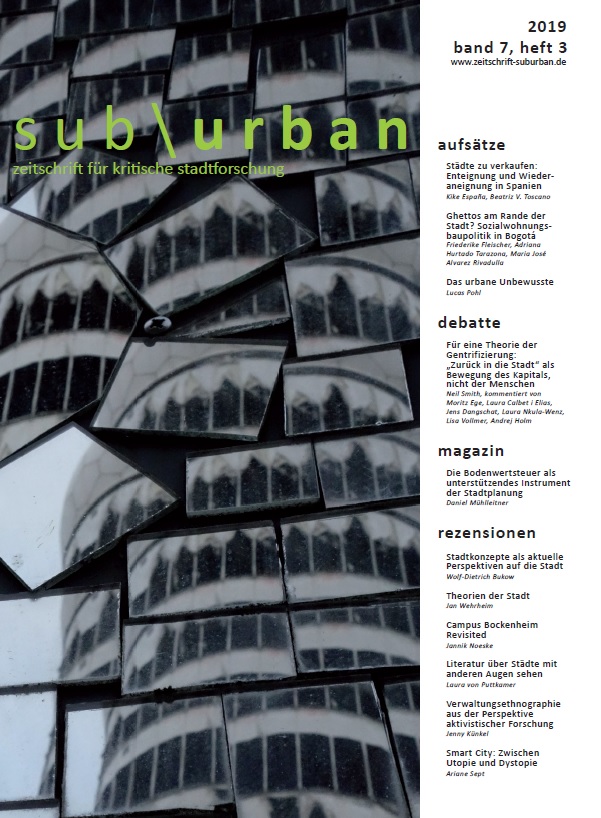 2019
band 7, heft 3
www.zeitschrift-suburban.de
sub\urban
zeitschrift für kritische stadtforschung
aufsätze
Städte zu verkaufen:
Enteignung und Wieder-
aneignung in Spanien
Kike España, Beatriz V. Toscano
Ghettos am Rande der
Stadt? Sozialwohnungs-
baupolitik in Bogotá
Friederike Fleischer, Adriana
Hurtado Tarazona, Maria José
Alvarez Rivadulla
Das urbane Unbewusste
Lucas Pohl
debatte
Für eine Theorie der
Gentrifizierung:
„Zurück in die Stadt“ als
Bewegung des Kapitals,
nicht der Menschen
Neil Smith, kommentiert von
Moritz Ege, Laura Calbet i Elias,
Jens Dangschat, Laura Nkula-Wenz,
Lisa Vollmer, Andrej Holm
magazin
Die Bodenwertsteuer als
unterstützendes Instrument
der Stadtplanung
Daniel Mühlleitner
rezensionen
Stadtkonzepte als aktuelle
Perspektiven auf die Stadt
Wolf-Dietrich Bukow
Theorien der Stadt
Jan Wehrheim
Campus Bockenheim
Revisited
Jannik Noeske
Literatur über Städte mit
anderen Augen sehen
Laura von Puttkamer
Verwaltungsethnographie
aus der Perspektive
aktivistischer Forschung
Jenny Künkel
Smart City: Zwischen
Utopie und Dystopie
Ariane Sept